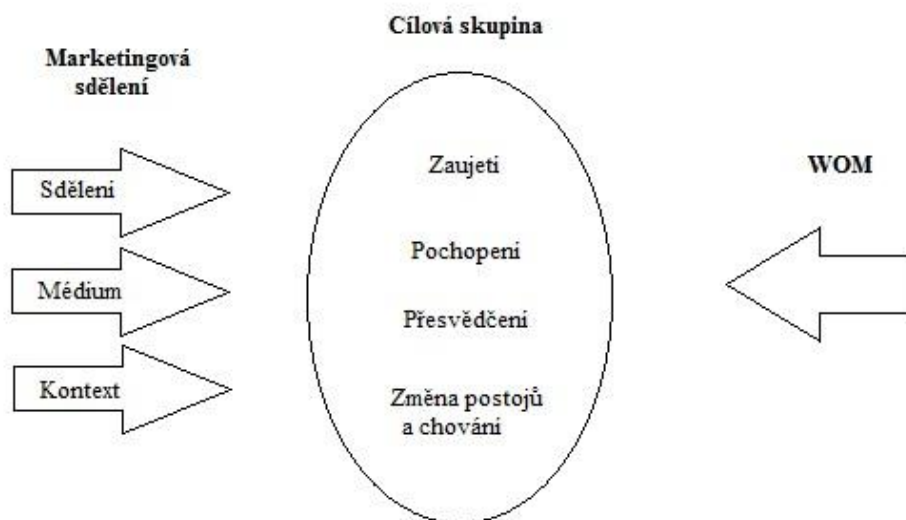 Cílová skupina
Marketingová
sdělení
Zaujetí
WOM
Sdělení
Pochopení
Médium
Přesvědčení
Kontext
Změna postojů
a chování